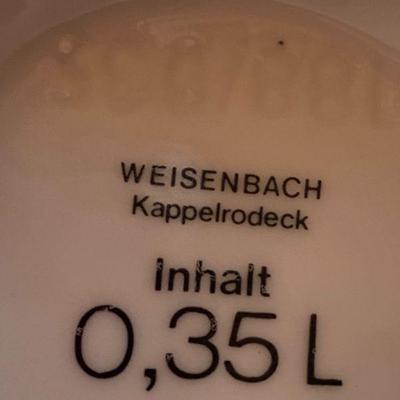 WEISENBACH
Kappelrodeck
Inhalt
0,35 L